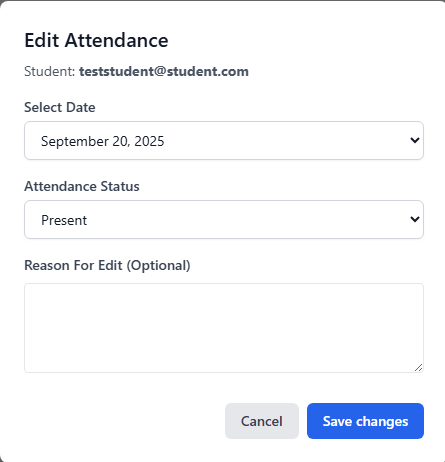 Edit Attendance
Student: teststudent@student.com
Select Date
September 20, 2025
Attendance Status
Present
Reason For Edit (Optional)
Cancel
Save changes